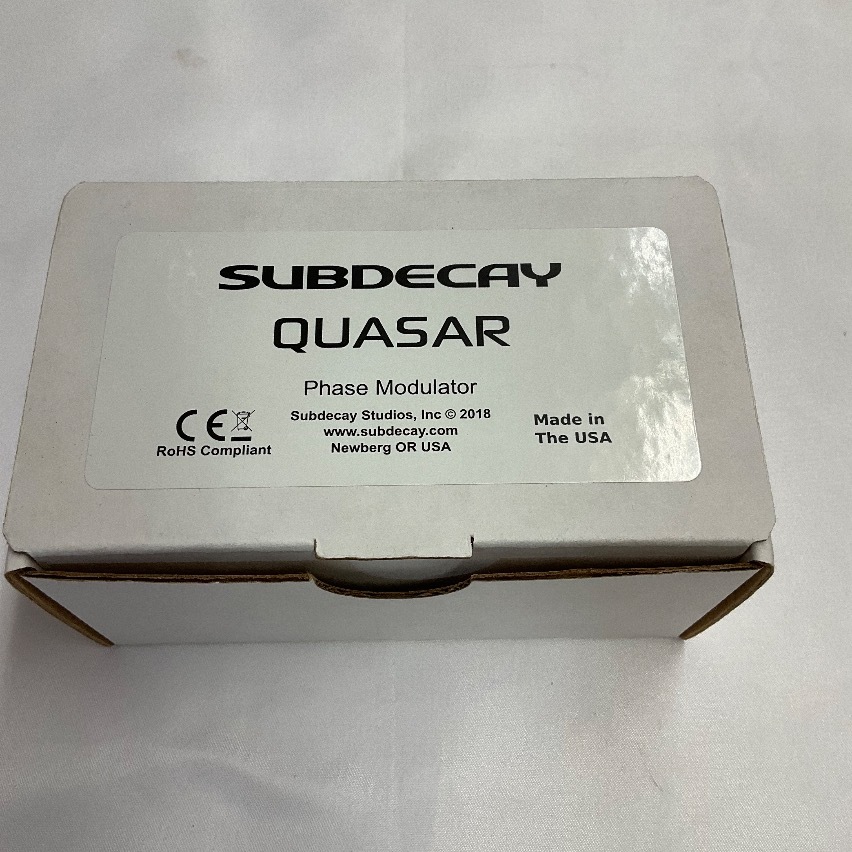 SUBDECAY
QUASAR
Phase Modulator
CE
RoHS Compliant
Subdecay Studios, Inc © 2018
www.subdecay.com
Newberg OR USA
Made in
The USA